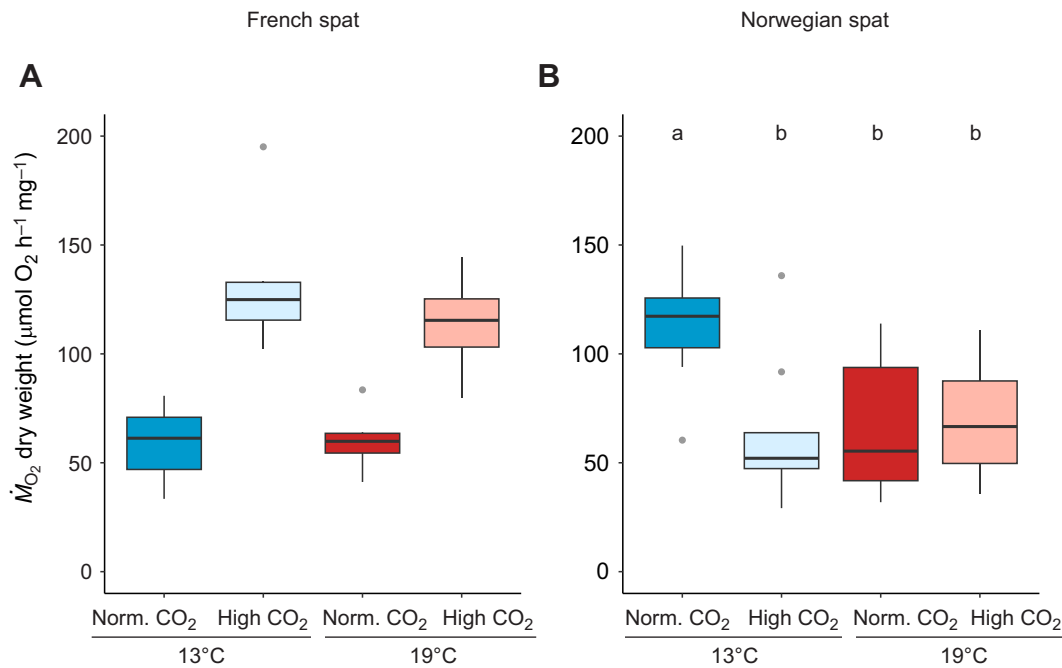 French spat
Norwegian spat
A
B
ṀO₂ dry weight (μmol O₂ h⁻¹ mg⁻¹)
200
150
100
50
0
Norm. CO₂ High CO₂ Norm. CO₂ High CO₂
13°C 19°C
a b b b
200
150
100
50
0
Norm. CO₂ High CO₂ Norm. CO₂ High CO₂
13°C 19°C